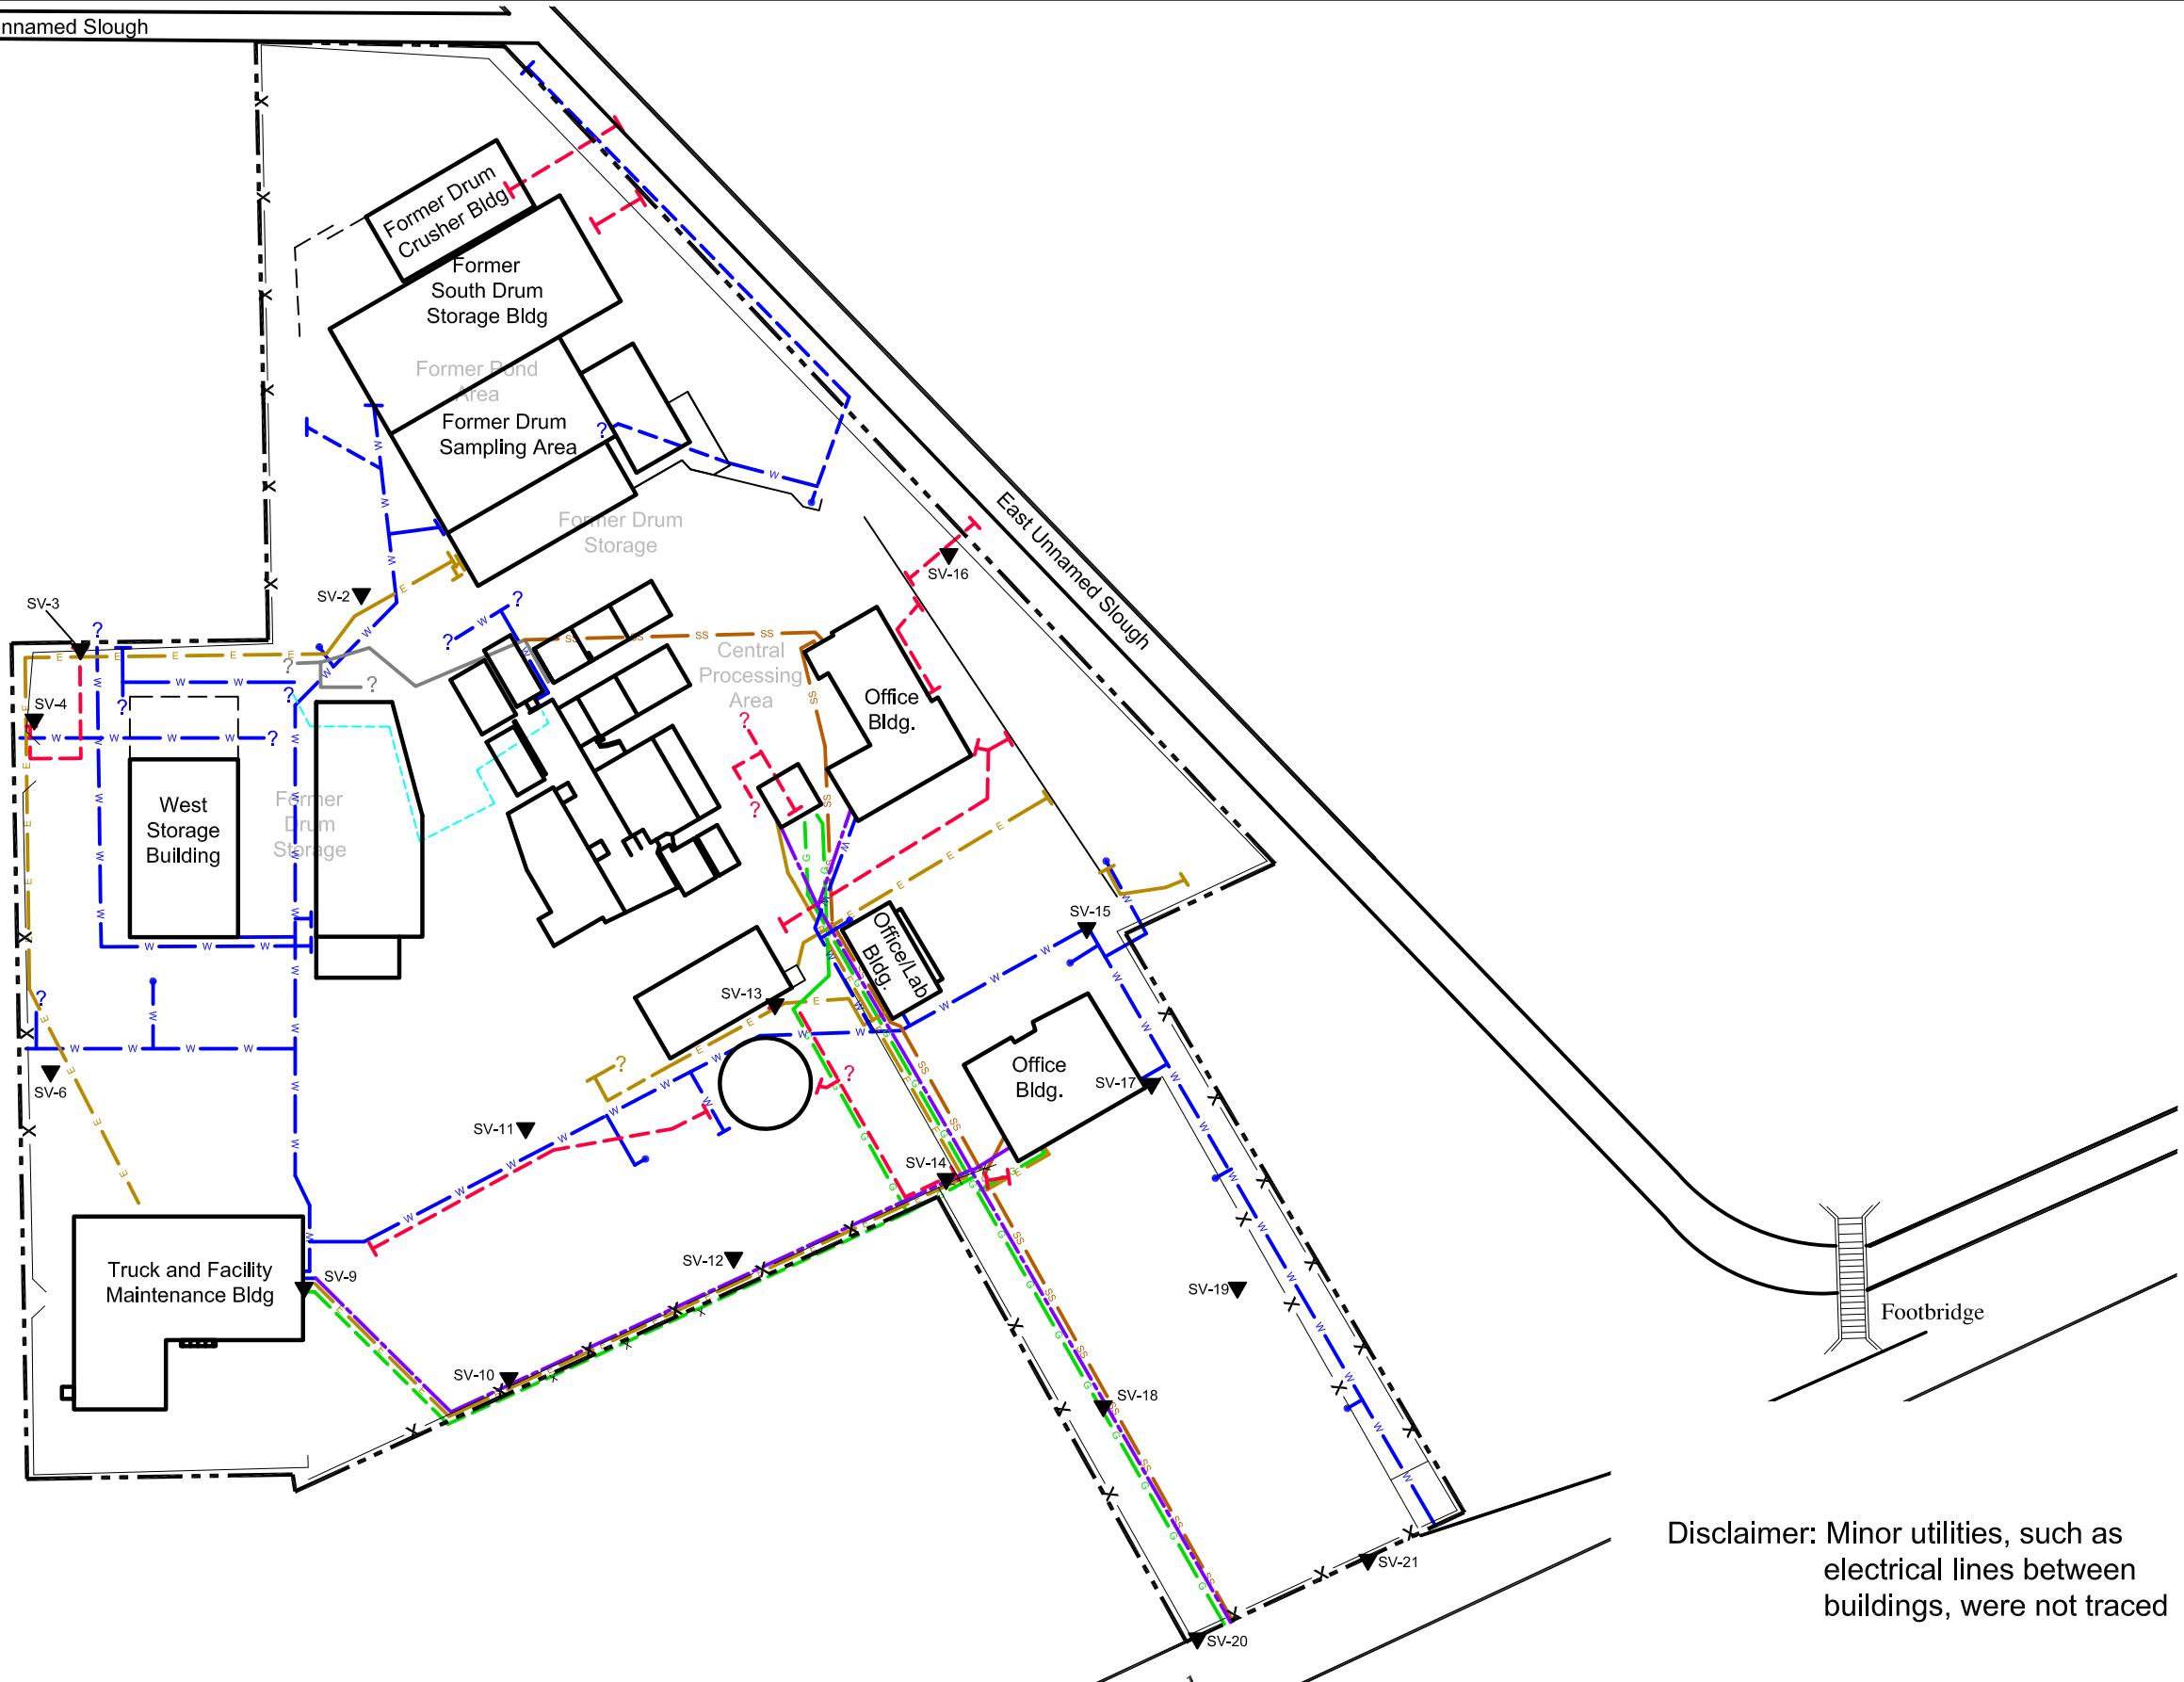 nnamed Slough
Former Drum
Crusher Bldg
Former
South Drum
Storage Bldg
Former Pond
Area
Former Drum
Sampling Area
?
Former Drum
Storage
East Unnamed Slough
SV-16
SV-2
SV-3
?
?
?
Central
Processing
Area
Office
Bldg.
SV-4
?
?
?
?
?
?
?
West
Storage
Building
Former
Drum
Storage
SV-15
Office/Lab
Bldg.
SV-13
?
?
?
Office
Bldg.
SV-17
SV-6
SV-11
SV-14
SV-12
SV-9
Truck and Facility
Maintenance Bldg
SV-19
Footbridge
SV-10
SV-18
SV-21
SV-20
Disclaimer: Minor utilities, such as
electrical lines between
buildings, were not traced